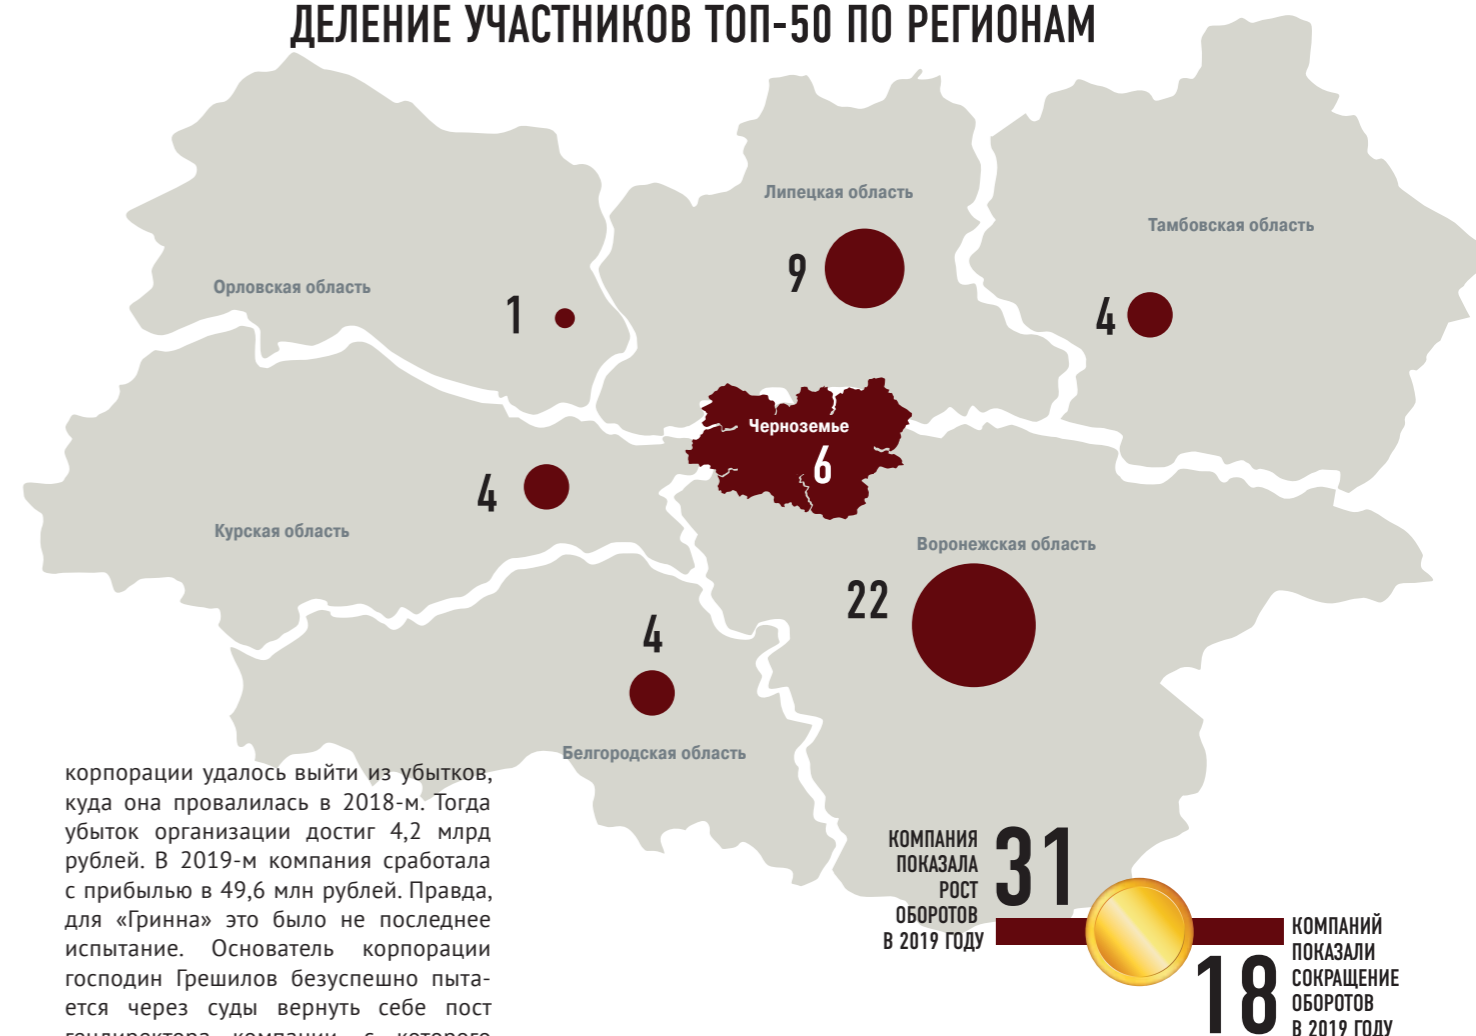 ДЕЛЕНИЕ УЧАСТНИКОВ ТОП-50 ПО РЕГИОНАМ
Липецкая область
9
Тамбовская область
4
Орловская область
1
Черноземье
6
Курская область
4
Воронежская область
22
4
Белгородская область
корпорации удалось выйти из убытков,
куда она провалилась в 2018-м. Тогда
убыток организации достиг 4,2 млрд
рублей. В 2019-м компания сработала
с прибылью в 49,6 млн рублей. Правда,
для «Гринна» это было не последнее
испытание. Основатель корпорации
господин Грешилов безуспешно пыта-
ется через суды вернуть себе пост
гендиректора компании, с которого
КОМПАНИЯ
ПОКАЗАЛА
РОСТ
ОБОРОТОВ
В 2019 ГОДУ
31
18
КОМПАНИЙ
ПОКАЗАЛИ
СОКРАЩЕНИЕ
ОБОРОТОВ
В 2019 ГОДУ